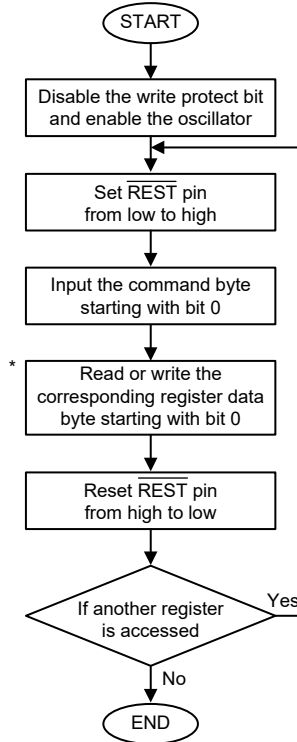 START
Disable the write protect bit
and enable the oscillator
Set REST pin
from low to high
Input the command byte
starting with bit 0
*
Read or write the
corresponding register data
byte starting with bit 0
Reset REST pin
from high to low
If another register
is accessed
Yes
No
END